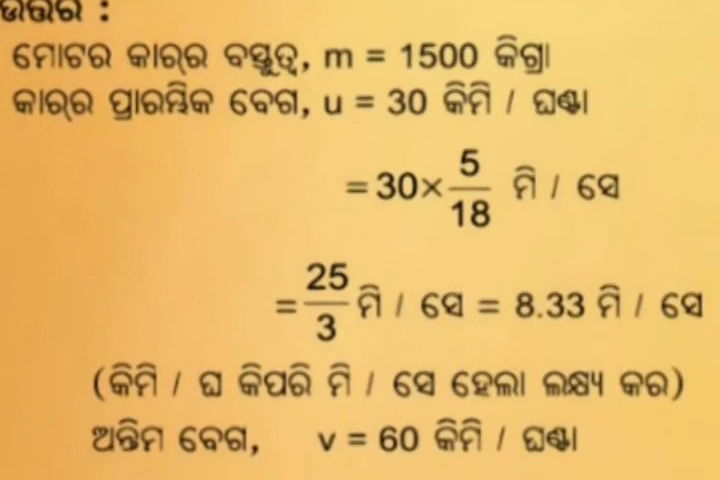 ଉତ୍ତର :
ମୋଟର କାର୍‌ର ବସ୍ତୁତ୍ୱ, m = 1500 କିଗ୍ରା
କାର୍‌ର ପ୍ରାରମ୍ଭିକ ବେଗ, u = 30 କିମି / ଘଣ୍ଟା
= 30 × 5/18 ମି / ସେ
= 25/3 ମି / ସେ = 8.33 ମି / ସେ
(କିମି / ଘ କିପରି ମି / ସେ ହେଲା ଲକ୍ଷ୍ୟ କର)
ଅନ୍ତିମ ବେଗ, v = 60 କିମି / ଘଣ୍ଟା